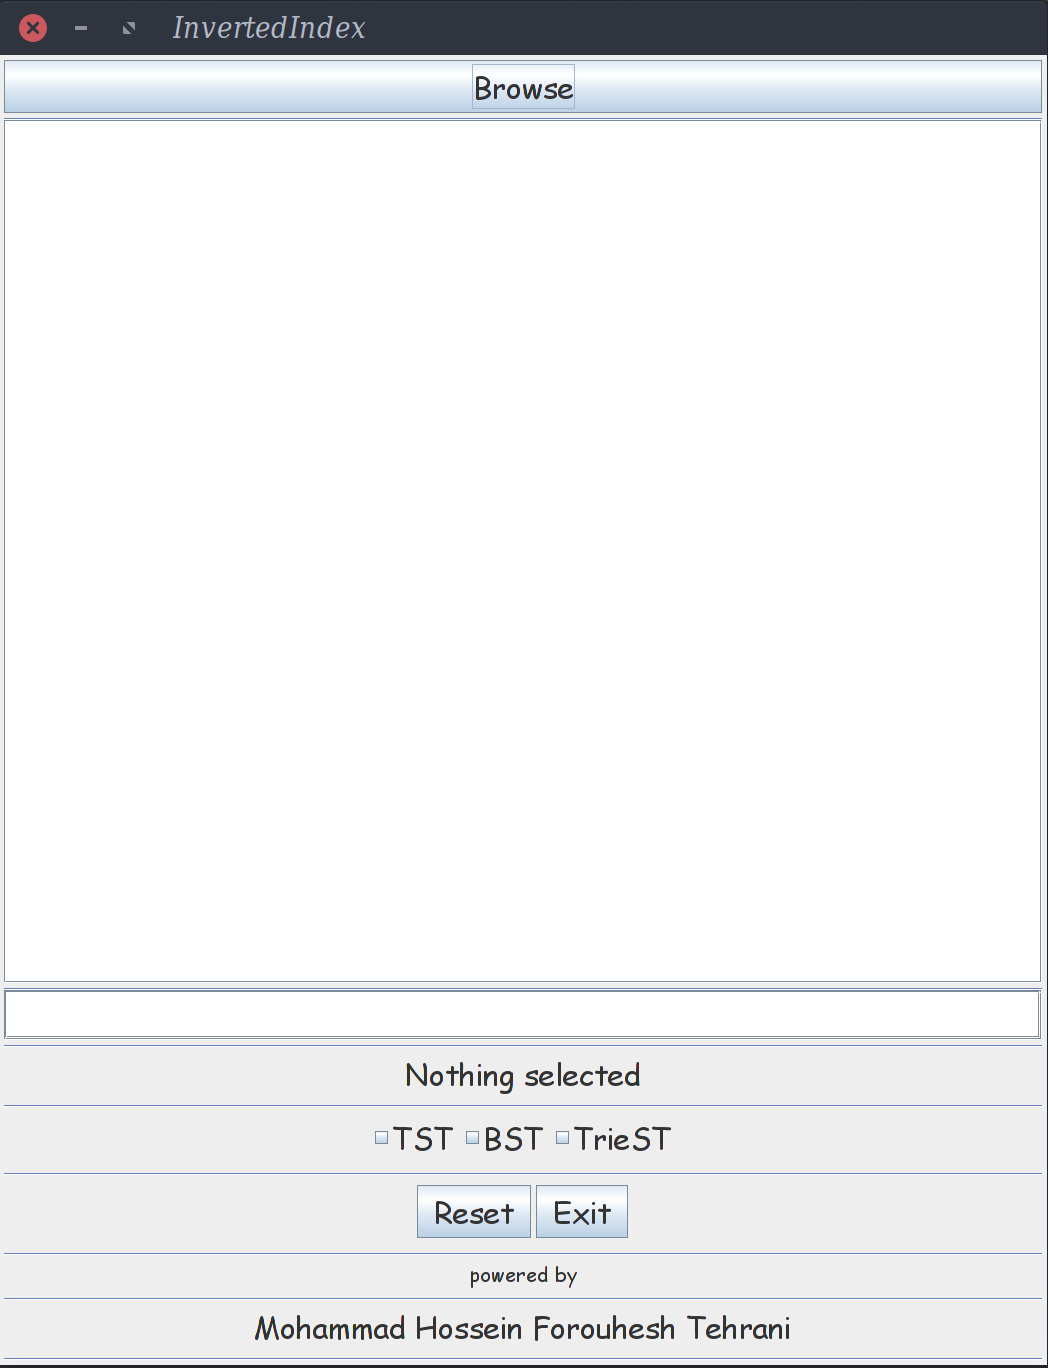 InvertedIndex
Browse
Nothing selected
TST BST TrieST
Reset Exit
powered by
Mohammad Hossein Forouhesh Tehrani